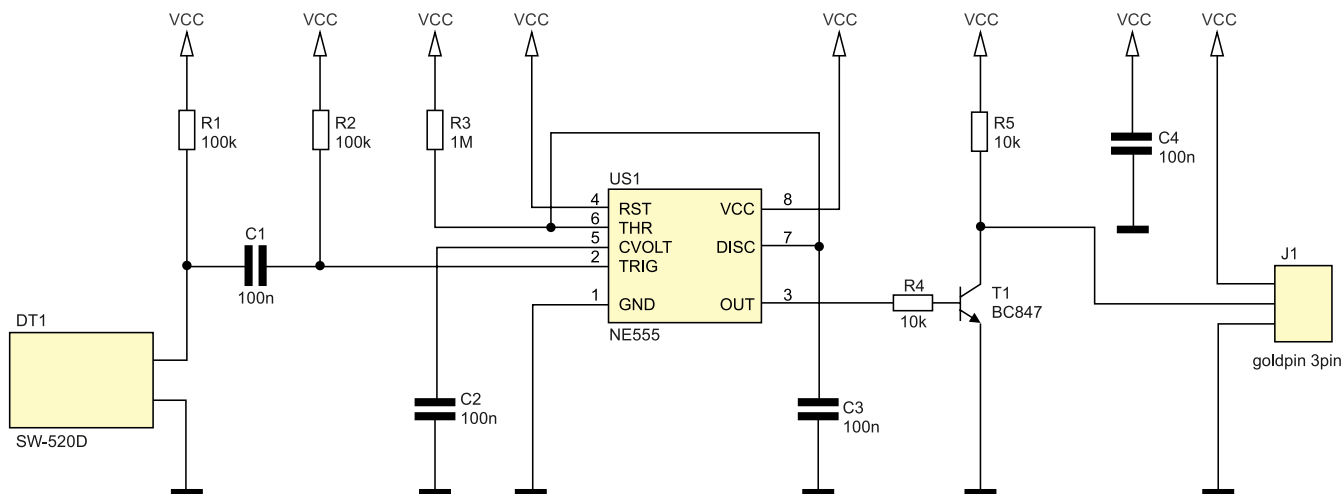 VCC VCC VCC VCC VCC VCC VCC VCC
R1
100k
R2
100k
R3
1M
R5
10k
C4
100n
US1
4 RST VCC 8
6 THR
5 CVOLT DISC 7
2 TRIG
1 GND OUT 3
NE555
C1
100n
J1
goldpin 3pin
R4
10k
T1
BC847
DT1
SW-520D
C2
100n
C3
100n